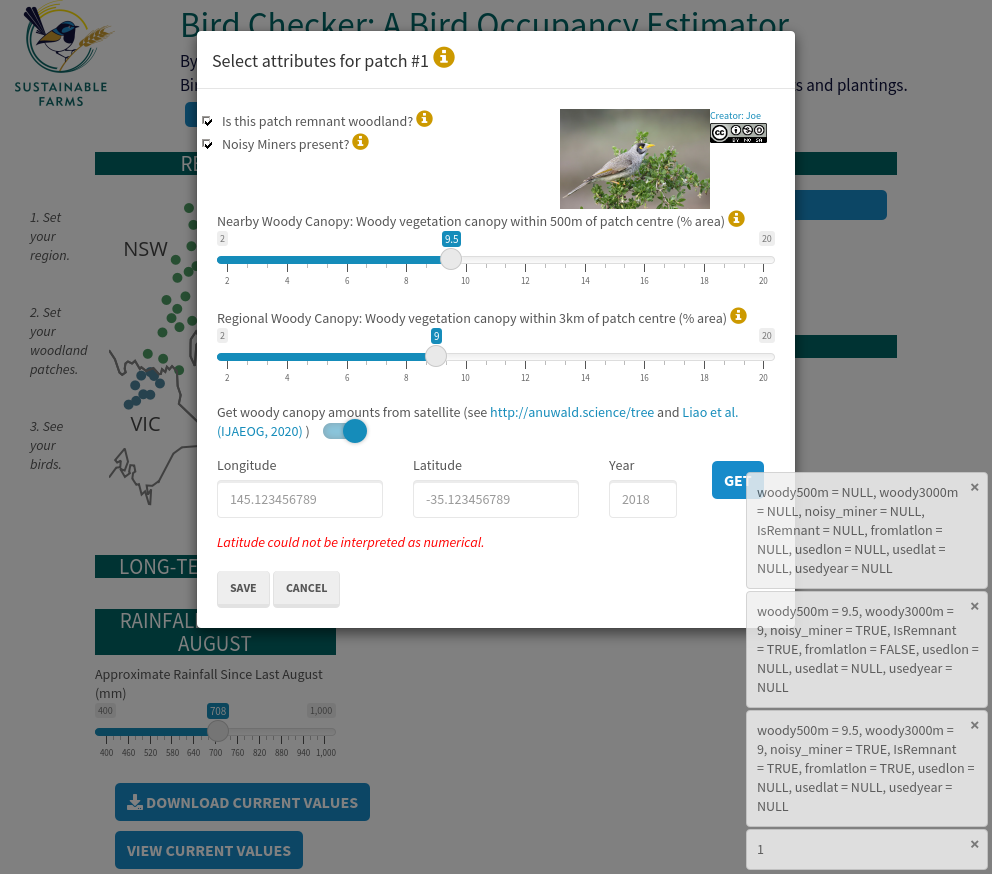 Bird Checker: A Bird Occupancy Estimator
SUSTAINABLE
FARMS
By
Bir
s and plantings.
Select attributes for patch #1
Is this patch remnant woodland?
Noisy Miners present?
Creator: Joe
CC BY NC SA
Nearby Woody Canopy: Woody vegetation canopy within 500m of patch centre (% area)
2 9.5 20
2 4 6 8 10 12 14 16 18 20
Regional Woody Canopy: Woody vegetation canopy within 3km of patch centre (% area)
2 9 20
2 4 6 8 10 12 14 16 18 20
Get woody canopy amounts from satellite (see http://anuwald.science/tree and Liao et al.
(IJAEOG, 2020) )
Longitude Latitude Year
145.123456789 -35.123456789 2018
GET
Latitude could not be interpreted as numerical.
SAVE CANCEL
RE
1. Set
your
region.
NSW
2. Set
your
woodland
patches.
VIC
3. See
your
birds.
LONG-TE
RAINFAL
AUGUST
Approximate Rainfall Since Last August
(mm)
400 708 1,000
400 460 520 580 640 700 760 820 880 940 1,000
DOWNLOAD CURRENT VALUES
VIEW CURRENT VALUES
woody500m = NULL, woody3000m
= NULL, noisy_miner = NULL,
IsRemnant = NULL, fromlatlon =
NULL, usedlon = NULL, usedlat =
NULL, usedyear = NULL
×
woody500m = 9.5, woody3000m =
9, noisy_miner = TRUE, IsRemnant
= TRUE, fromlatlon = FALSE, usedlon =
NULL, usedlat = NULL, usedyear =
NULL
×
woody500m = 9.5, woody3000m =
9, noisy_miner = TRUE, IsRemnant
= TRUE, fromlatlon = TRUE, usedlon =
NULL, usedlat = NULL, usedyear =
NULL
×
1
×